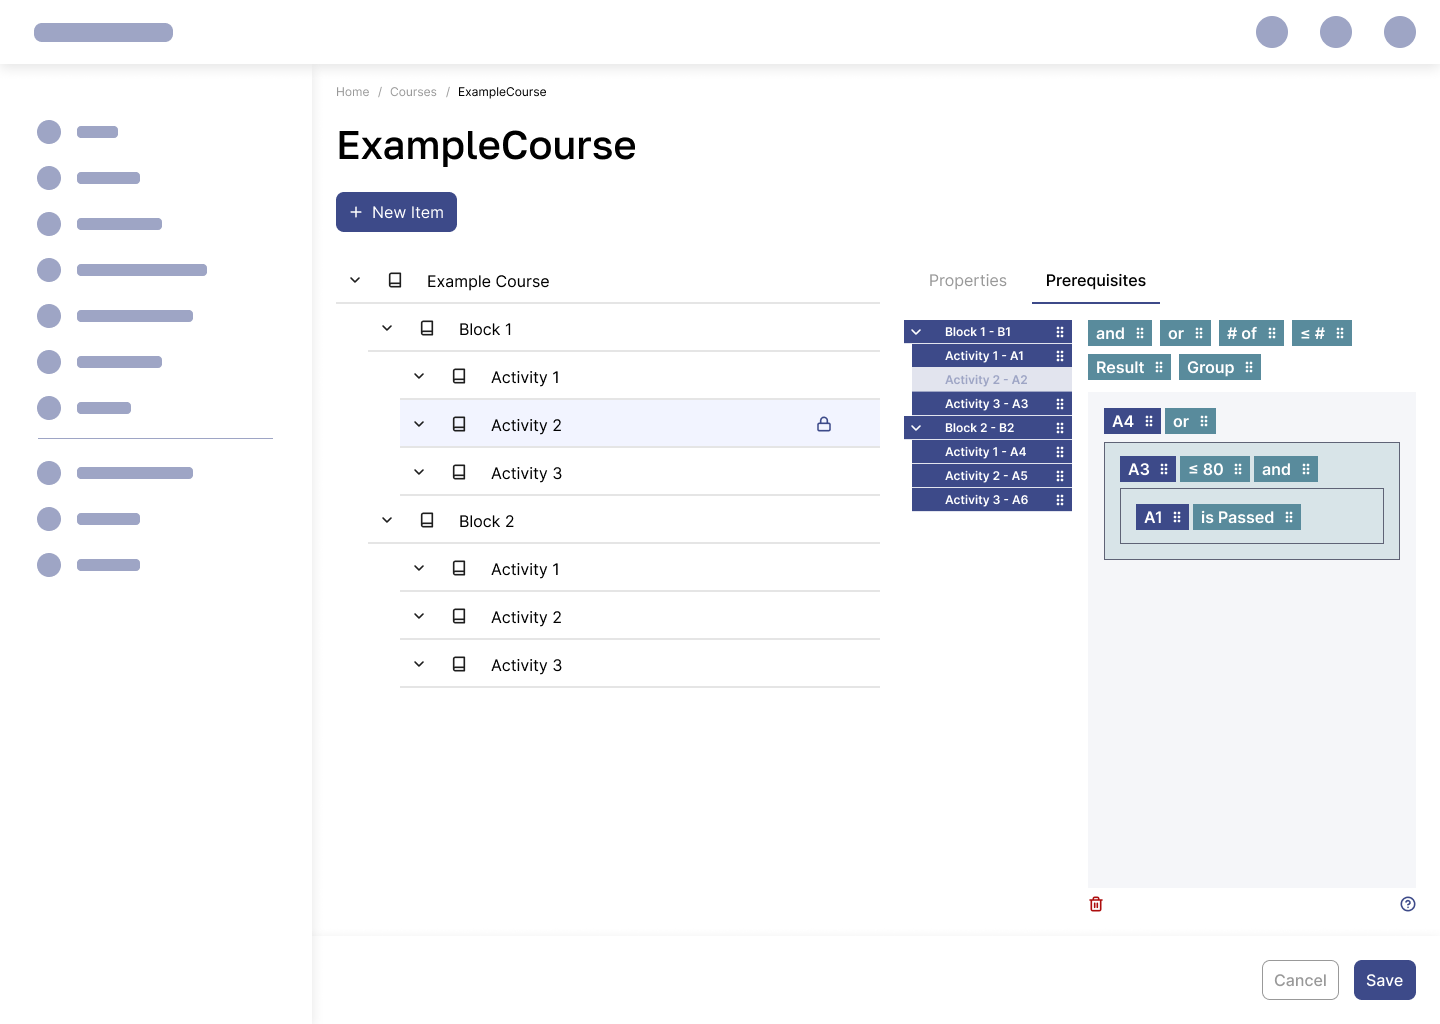 Home / Courses / ExampleCourse
ExampleCourse
+ New Item
Example Course
Block 1
Activity 1
Activity 2
Activity 3
Block 2
Activity 1
Activity 2
Activity 3
Properties Prerequisites
Block 1 - B1
Activity 1 - A1
Activity 2 - A2
Activity 3 - A3
Block 2 - B2
Activity 1 - A4
Activity 2 - A5
Activity 3 - A6
and or # of ≤ #
Result Group
A4 or
A3 ≤ 80 and
A1 is Passed
Cancel Save